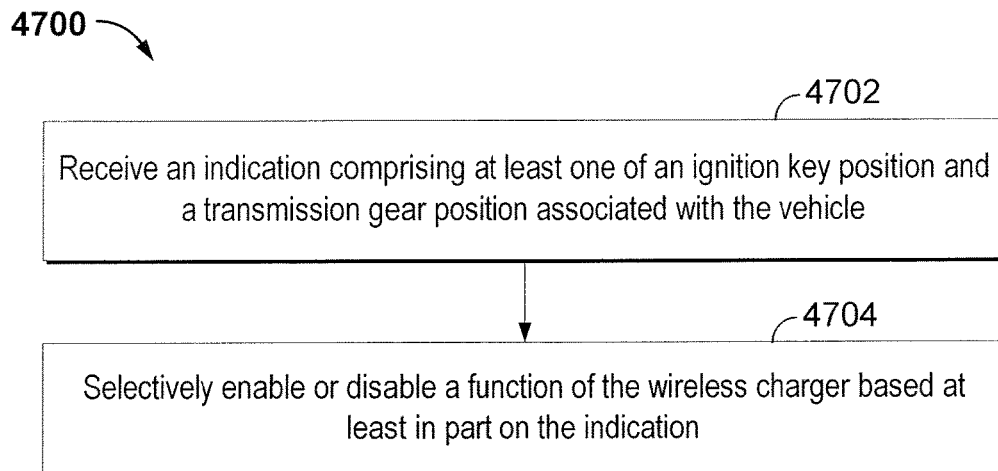 4700
4702
Receive an indication comprising at least one of an ignition key position and
a transmission gear position associated with the vehicle
4704
Selectively enable or disable a function of the wireless charger based at
least in part on the indication